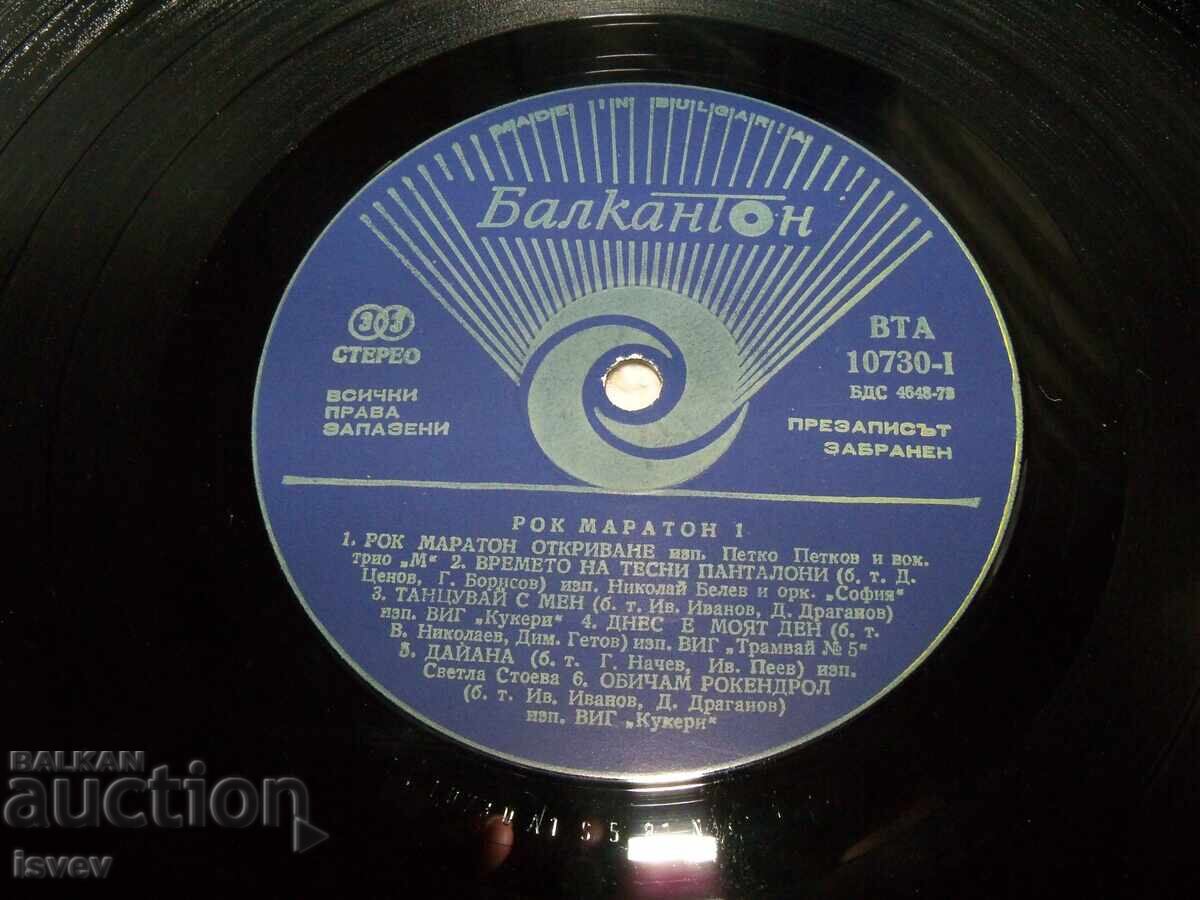 MADE IN BULGARIA
Балкантон
33
СТЕРЕО
ВСИЧКИ
ПРАВА
ЗАПАЗЕНИ
ВТА
10730-I
БДС 4648-73
ПРЕЗАПИСЪТ
ЗАБРАНЕН
РОК МАРАТОН 1
1. РОК МАРАТОН ОТКРИВАНЕ изп. Петко Петков и вок.
трио „М“ 2. ВРЕМЕТО НА ТЕСНИ ПАНТАЛОНИ (б. т. Д.
Ценов, Г. Борисов) изп. Николай Белев и орк. „София“
3. ТАНЦУВАЙ С МЕН (б. т. Ив. Иванов, Д. Драганов)
изп. ВИГ „Кукери“ 4. ДНЕС Е МОЯТ ДЕН (б. т.
В. Николаев, Дим. Гетов) изп. ВИГ „Трамвай № 5“
5. ДАЙАНА (б. т. Г. Начев, Ив. Пеев) изп.
Светла Стоева 6. ОБИЧАМ РОКЕНДРОЛ
(б. т. Ив. Иванов, Д. Драганов)
изп. ВИГ „Кукери“
BALKAN
auction
isvev